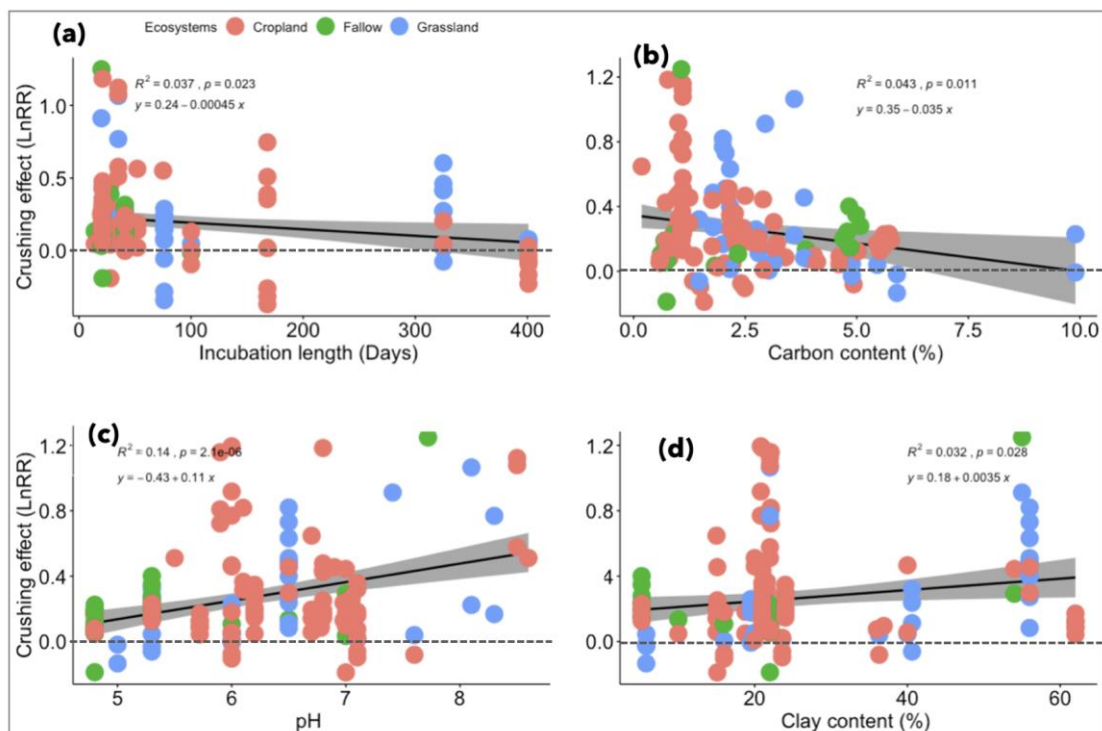 (a)
Ecosystems Cropland Fallow Grassland
R² = 0.037 , p = 0.023
y = 0.24 − 0.00045 x
Crushing effect (LnRR)
1.0
0.5
0.0
0 100 200 300 400
Incubation length (Days)
(b)
R² = 0.043 , p = 0.011
y = 0.35 − 0.035 x
1.2
0.8
0.4
0.0
0.0 2.5 5.0 7.5 10.0
Carbon content (%)
(c)
R² = 0.14 , p = 2.1e-06
y = − 0.43 + 0.11 x
Crushing effect (LnRR)
1.2
0.8
0.4
0.0
5 6 7 8
pH
(d)
R² = 0.032 , p = 0.028
y = 0.18 + 0.0035 x
1.2
0.8
0.4
0.0
20 40 60
Clay content (%)